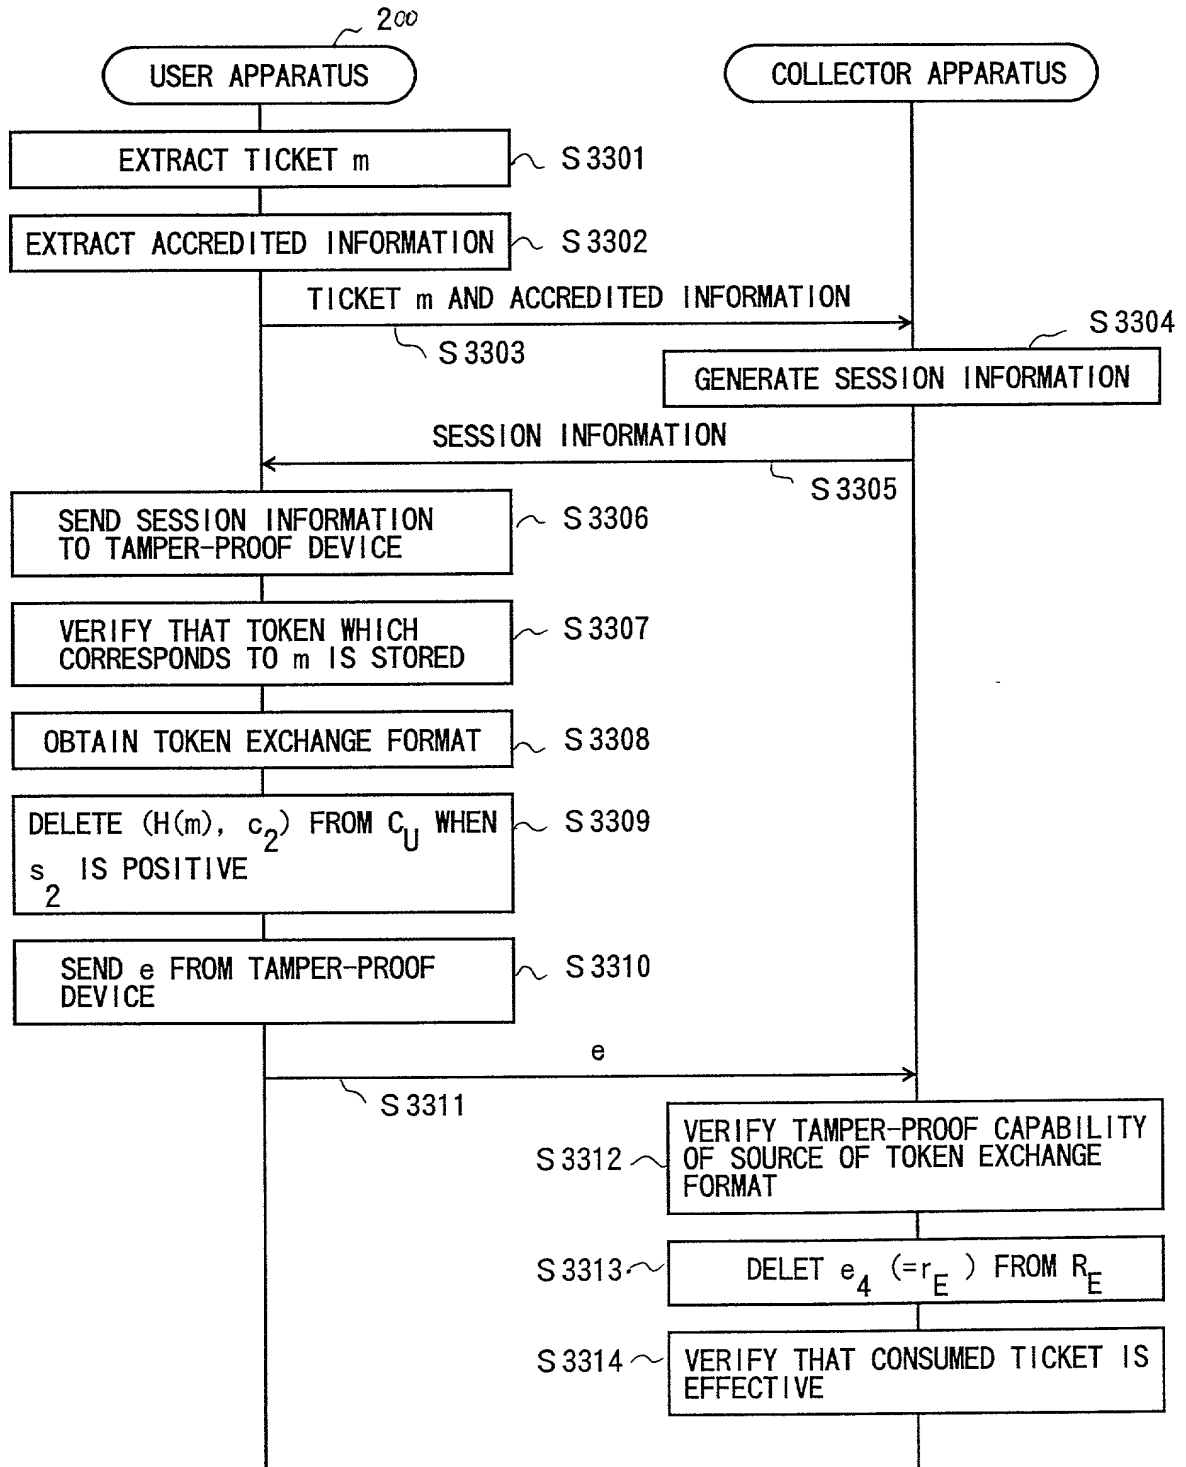 200
USER APPARATUS
COLLECTOR APPARATUS
EXTRACT TICKET m
S3301
EXTRACT ACCREDITED INFORMATION
S3302
TICKET m AND ACCREDITED INFORMATION
S3303
S3304
GENERATE SESSION INFORMATION
SESSION INFORMATION
S3305
SEND SESSION INFORMATION
TO TAMPER-PROOF DEVICE
S3306
VERIFY THAT TOKEN WHICH
CORRESPONDS TO m IS STORED
S3307
OBTAIN TOKEN EXCHANGE FORMAT
S3308
DELETE (H(m), c2) FROM CU WHEN
s2 IS POSITIVE
S3309
SEND e FROM TAMPER-PROOF
DEVICE
S3310
e
S3311
VERIFY TAMPER-PROOF CAPABILITY
OF SOURCE OF TOKEN EXCHANGE
FORMAT
S3312
DELET e4 (=rE ) FROM RE
S3313
VERIFY THAT CONSUMED TICKET IS
EFFECTIVE
S3314